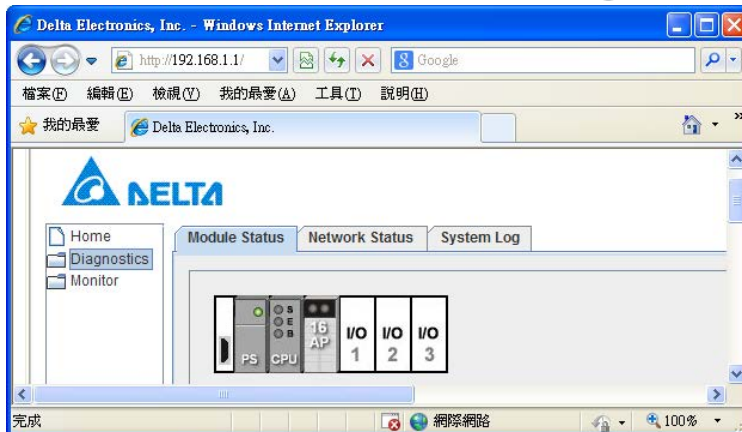 Delta Electronics, Inc. - Windows Internet Explorer
http://192.168.1.1/ Google
檔案(F) 編輯(E) 檢視(V) 我的最愛(A) 工具(T) 說明(H)
我的最愛 Delta Electronics, Inc.
DELTA
Home Module Status Network Status System Log
Diagnostics
Monitor
S
E
B
PS CPU 16 AP I/O 1 I/O 2 I/O 3
完成 網際網路 100%